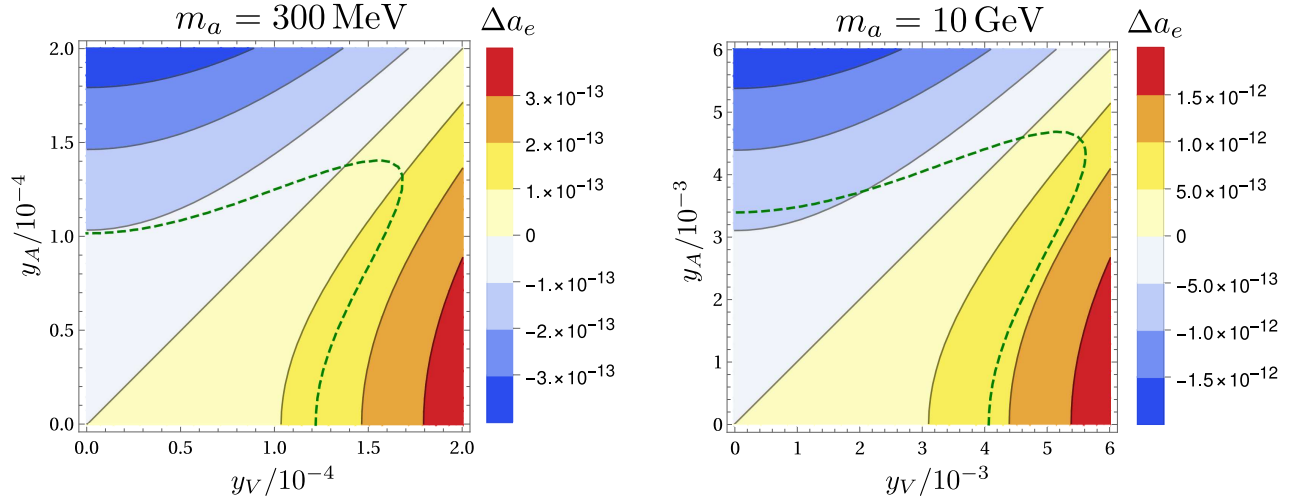 m_a = 300 MeV
Δa_e
2.0
1.5
1.0
0.5
0.0
y_A/10^{-4}
0.0 0.5 1.0 1.5 2.0
y_V/10^{-4}
3.×10^{-13}
2.×10^{-13}
1.×10^{-13}
0
-1.×10^{-13}
-2.×10^{-13}
-3.×10^{-13}
m_a = 10 GeV
Δa_e
6
5
4
3
2
1
0
y_A/10^{-3}
0 1 2 3 4 5 6
y_V/10^{-3}
1.5×10^{-12}
1.0×10^{-12}
5.0×10^{-13}
0
-5.0×10^{-13}
-1.0×10^{-12}
-1.5×10^{-12}